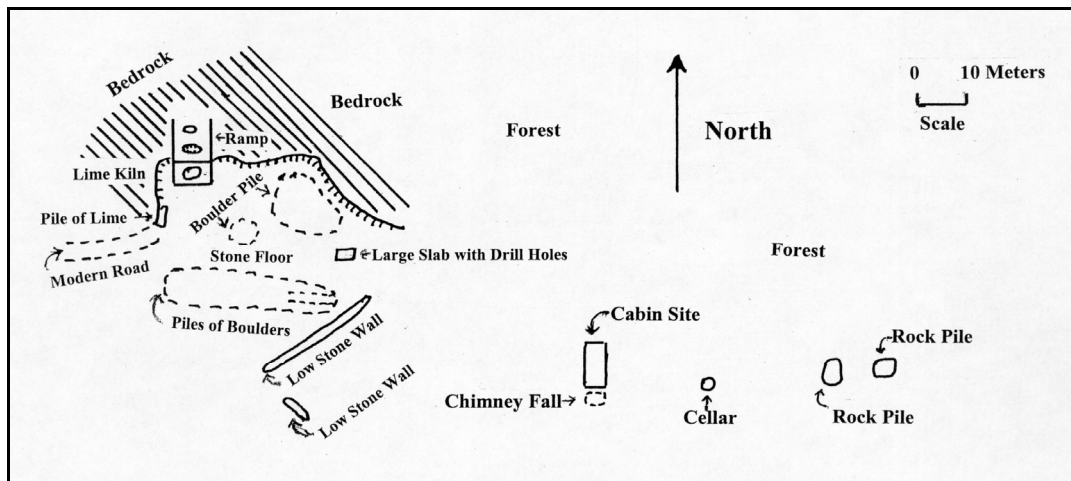 Bedrock
Bedrock
0 10 Meters
Scale
Forest
North
Ramp
Lime Kiln
Boulder Pile
Pile of Lime
Stone Floor
Large Slab with Drill Holes
Forest
Modern Road
Piles of Boulders
Cabin Site
Low Stone Wall
Rock Pile
Chimney Fall
Low Stone Wall
Cellar
Rock Pile